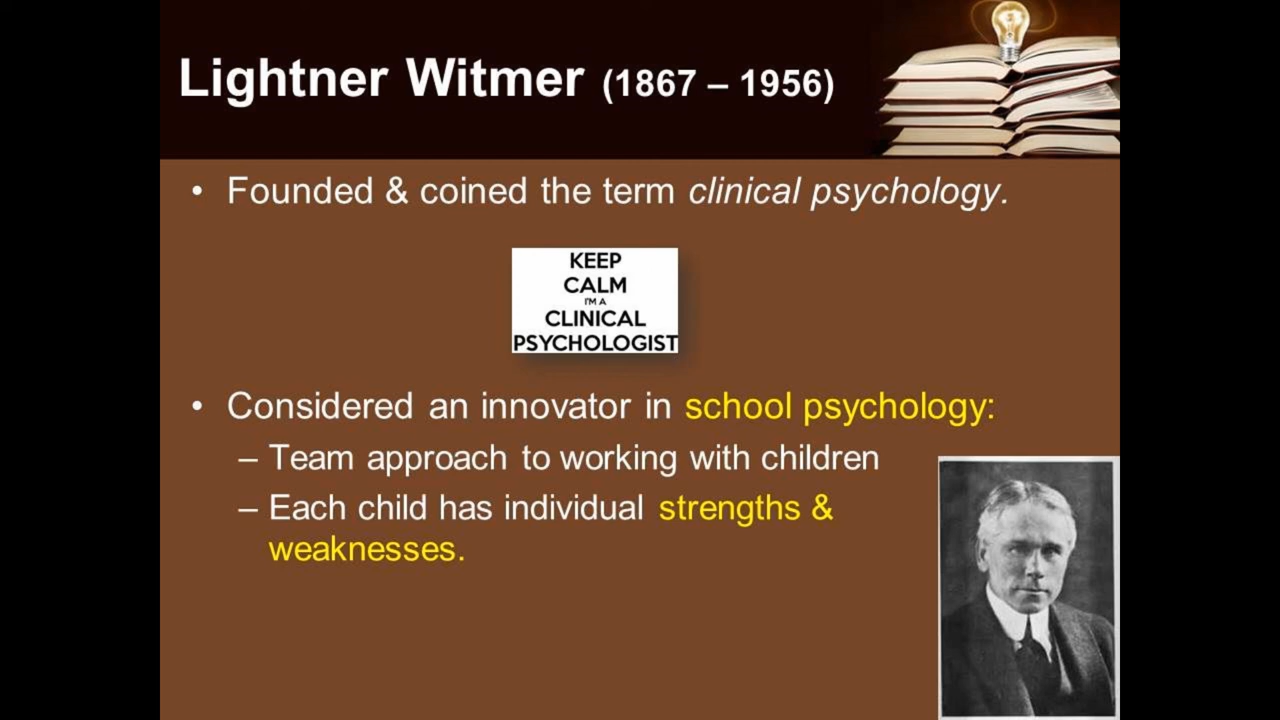 Lightner Witmer (1867 – 1956)
• Founded & coined the term clinical psychology.
KEEP
CALM
I'M A
CLINICAL
PSYCHOLOGIST
• Considered an innovator in school psychology:
– Team approach to working with children
– Each child has individual strengths &
weaknesses.